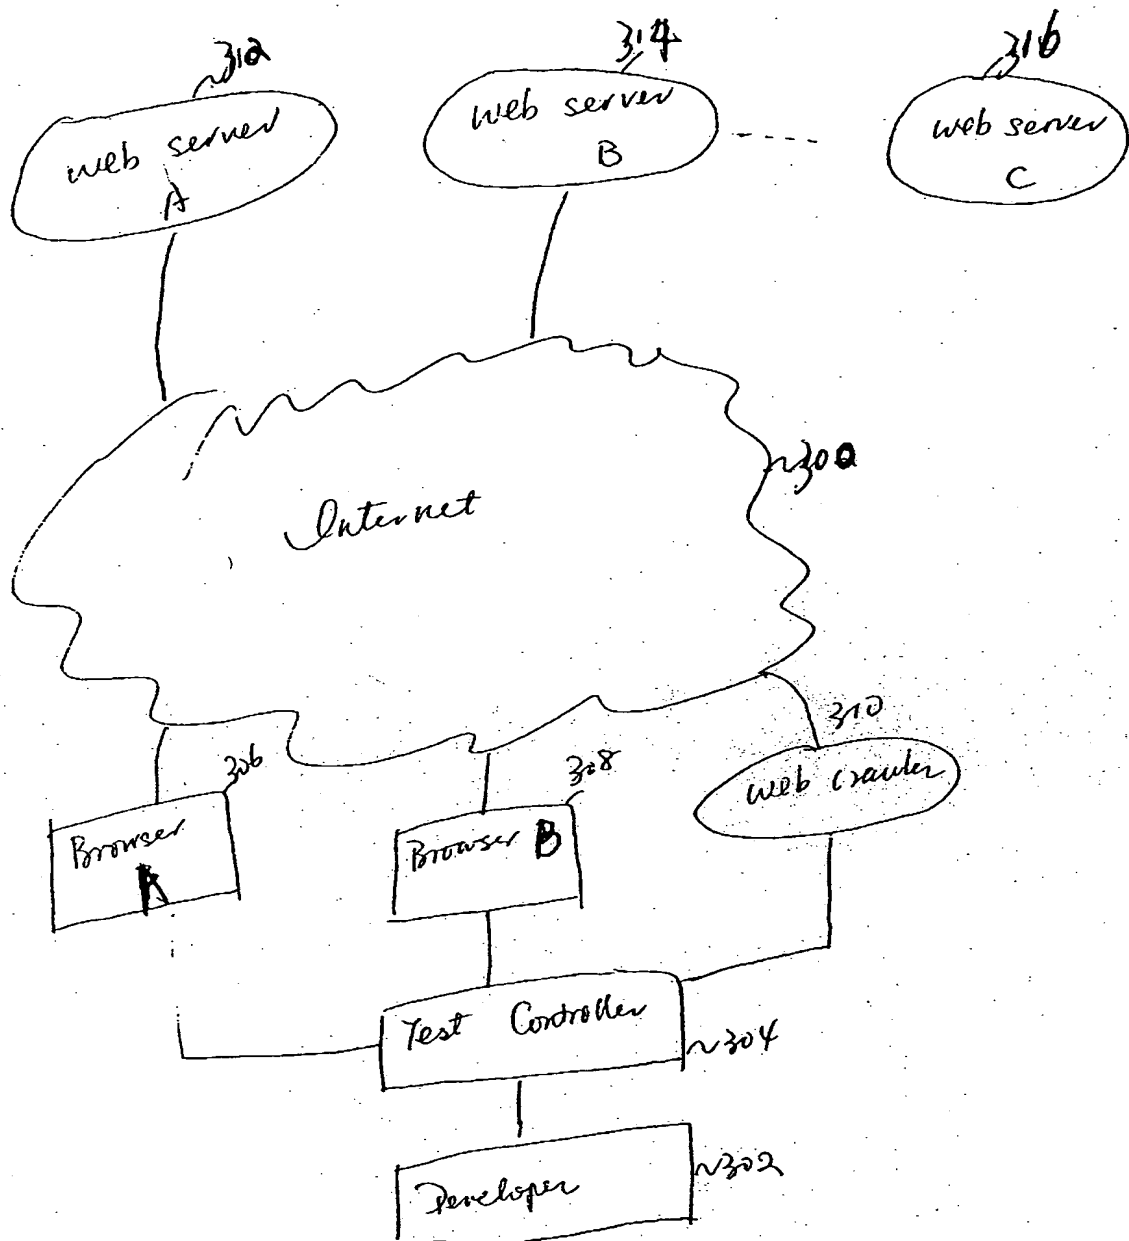 312
314
316
web server
A
web server
B
web server
C
300
Internet
310
306
308
web crawler
Browser
A
Browser B
Test Controller
304
302
Developer